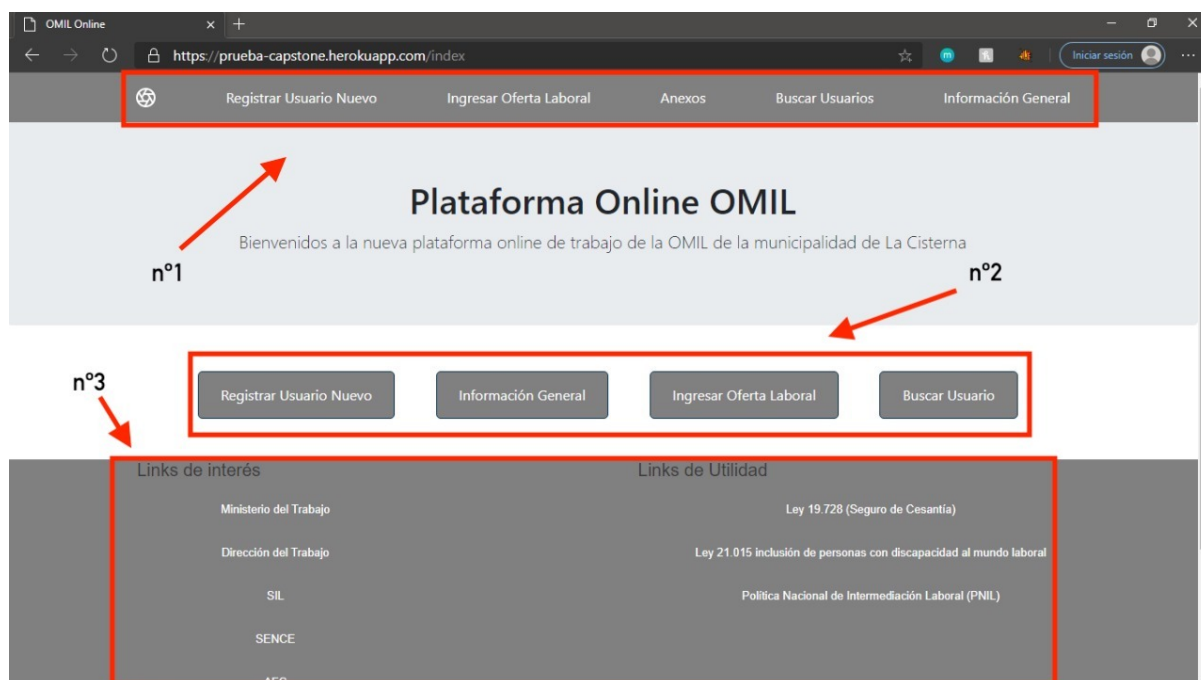 OMIL Online
https://prueba-capstone.herokuapp.com/index
Iniciar sesión
Registrar Usuario Nuevo Ingresar Oferta Laboral Anexos Buscar Usuarios Información General
Plataforma Online OMIL
Bienvenidos a la nueva plataforma online de trabajo de la OMIL de la municipalidad de La Cisterna
nº1
nº2
nº3
Registrar Usuario Nuevo Información General Ingresar Oferta Laboral Buscar Usuario
Links de interés Links de Utilidad
Ministerio del Trabajo Ley 19.728 (Seguro de Cesantía)
Dirección del Trabajo Ley 21.015 inclusión de personas con discapacidad al mundo laboral
SIL Política Nacional de Intermediación Laboral (PNIL)
SENCE